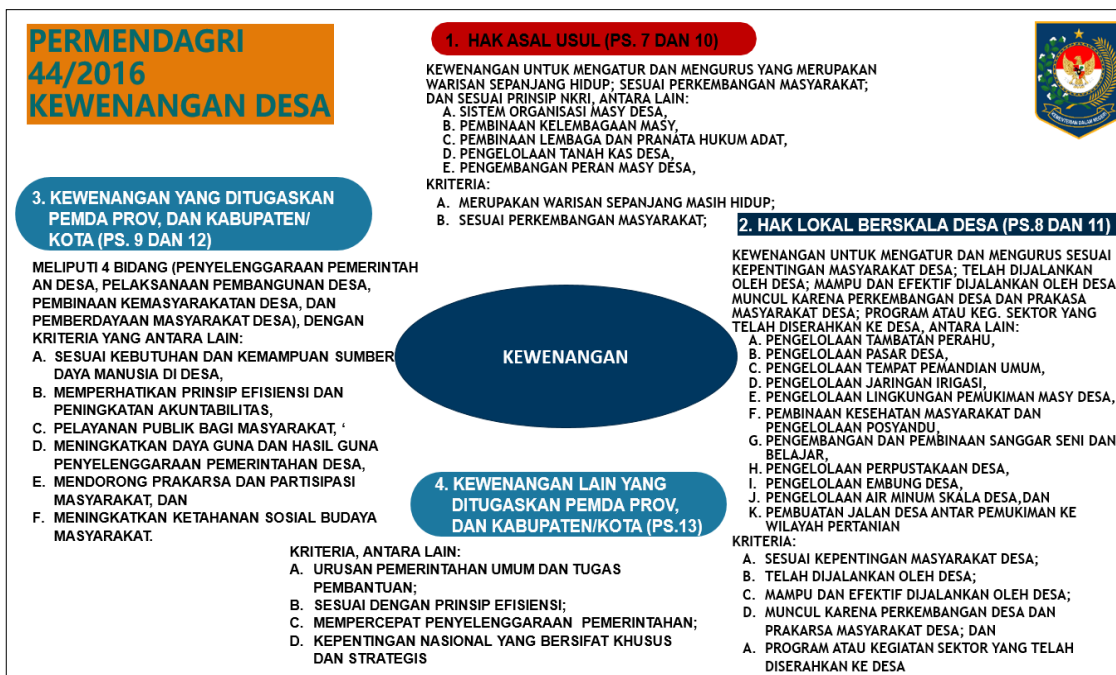 PERMENDAGRI
44/2016
KEWENANGAN DESA
1. HAK ASAL USUL (PS. 7 DAN 10)
KEWENANGAN UNTUK MENGATUR DAN MENGURUS YANG MERUPAKAN
WARISAN SEPANJANG HIDUP; SESUAI PERKEMBANGAN MASYARAKAT;
DAN SESUAI PRINSIP NKRI, ANTARA LAIN:
A. SISTEM ORGANISASI MASY DESA,
B. PEMBINAAN KELEMBAGAAN MASY,
C. PEMBINAAN LEMBAGA DAN PRANATA HUKUM ADAT,
D. PENGELOLAAN TANAH KAS DESA,
E. PENGEMBANGAN PERAN MASY DESA,
KRITERIA:
A. MERUPAKAN WARISAN SEPANJANG MASIH HIDUP;
B. SESUAI PERKEMBANGAN MASYARAKAT;
KEMENTERIAN DALAM NEGERI
2. HAK LOKAL BERSKALA DESA (PS.8 DAN 11)
KEWENANGAN UNTUK MENGATUR DAN MENGURUS SESUAI
KEPENTINGAN MASYARAKAT DESA; TELAH DIJALANKAN
OLEH DESA; MAMPU DAN EFEKTIF DIJALANKAN OLEH DESA
MUNCUL KARENA PERKEMBANGAN DESA DAN PRAKASA
MASYARAKAT DESA; PROGRAM ATAU KEG. SEKTOR YANG
TELAH DISERAHKAN KE DESA, ANTARA LAIN:
A. PENGELOLAAN TAMBATAN PERAHU,
B. PENGELOLAAN PASAR DESA,
C. PENGELOLAAN TEMPAT PEMANDIAN UMUM,
D. PENGELOLAAN JARINGAN IRIGASI,
E. PENGELOLAAN LINGKUNGAN PEMUKIMAN MASY DESA,
F. PEMBINAAN KESEHATAN MASYARAKAT DAN
PENGELOLAAN POSYANDU,
G. PENGEMBANGAN DAN PEMBINAAN SANGGAR SENI DAN
BELAJAR,
H. PENGELOLAAN PERPUSTAKAAN DESA,
I. PENGELOLAAN EMBUNG DESA,
J. PENGELOLAAN AIR MINUM SKALA DESA,DAN
K. PEMBUATAN JALAN DESA ANTAR PEMUKIMAN KE
WILAYAH PERTANIAN
KRITERIA:
A. SESUAI KEPENTINGAN MASYARAKAT DESA;
B. TELAH DIJALANKAN OLEH DESA;
C. MAMPU DAN EFEKTIF DIJALANKAN OLEH DESA;
D. MUNCUL KARENA PERKEMBANGAN DESA DAN
PRAKARSA MASYARAKAT DESA; DAN
A. PROGRAM ATAU KEGIATAN SEKTOR YANG TELAH
DISERAHKAN KE DESA
3. KEWENANGAN YANG DITUGASKAN
PEMDA PROV, DAN KABUPATEN/
KOTA (PS. 9 DAN 12)
MELIPUTI 4 BIDANG (PENYELENGGARAAN PEMERINTAH
AN DESA, PELAKSANAAN PEMBANGUNAN DESA,
PEMBINAAN KEMASYARAKATAN DESA, DAN
PEMBERDAYAAN MASYARAKAT DESA), DENGAN
KRITERIA YANG ANTARA LAIN:
A. SESUAI KEBUTUHAN DAN KEMAMPUAN SUMBER
DAYA MANUSIA DI DESA,
B. MEMPERHATIKAN PRINSIP EFISIENSI DAN
PENINGKATAN AKUNTABILITAS,
C. PELAYANAN PUBLIK BAGI MASYARAKAT, ‘
D. MENINGKATKAN DAYA GUNA DAN HASIL GUNA
PENYELENGGARAAN PEMERINTAHAN DESA,
E. MENDORONG PRAKARSA DAN PARTISIPASI
MASYARAKAT, DAN
F. MENINGKATKAN KETAHANAN SOSIAL BUDAYA
MASYARAKAT.
KEWENANGAN
4. KEWENANGAN LAIN YANG
DITUGASKAN PEMDA PROV,
DAN KABUPATEN/KOTA (PS.13)
KRITERIA, ANTARA LAIN:
A. URUSAN PEMERINTAHAN UMUM DAN TUGAS
PEMBANTUAN;
B. SESUAI DENGAN PRINSIP EFISIENSI;
C. MEMPERCEPAT PENYELENGGARAAN PEMERINTAHAN;
D. KEPENTINGAN NASIONAL YANG BERSIFAT KHUSUS
DAN STRATEGIS